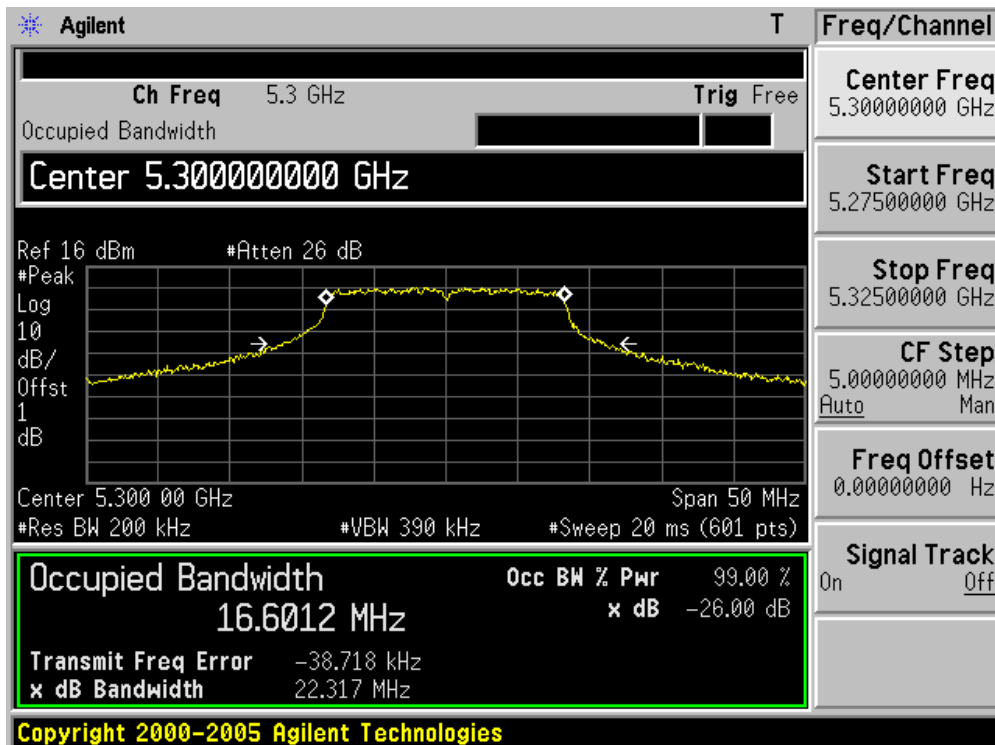 Agilent T
Freq/Channel
Ch Freq 5.3 GHz Trig Free
Occupied Bandwidth
Center 5.300000000 GHz
Ref 16 dBm #Atten 26 dB
#Peak
Log
10
dB/
Offst
1
dB
Center 5.300 00 GHz Span 50 MHz
#Res BW 200 kHz #VBW 390 kHz #Sweep 20 ms (601 pts)
Occupied Bandwidth Occ BW % Pwr 99.00 %
16.6012 MHz x dB -26.00 dB
Transmit Freq Error -38.718 kHz
x dB Bandwidth 22.317 MHz
Center Freq
5.30000000 GHz
Start Freq
5.27500000 GHz
Stop Freq
5.32500000 GHz
CF Step
5.00000000 MHz
Auto Man
Freq Offset
0.00000000 Hz
Signal Track
On Off
Copyright 2000-2005 Agilent Technologies